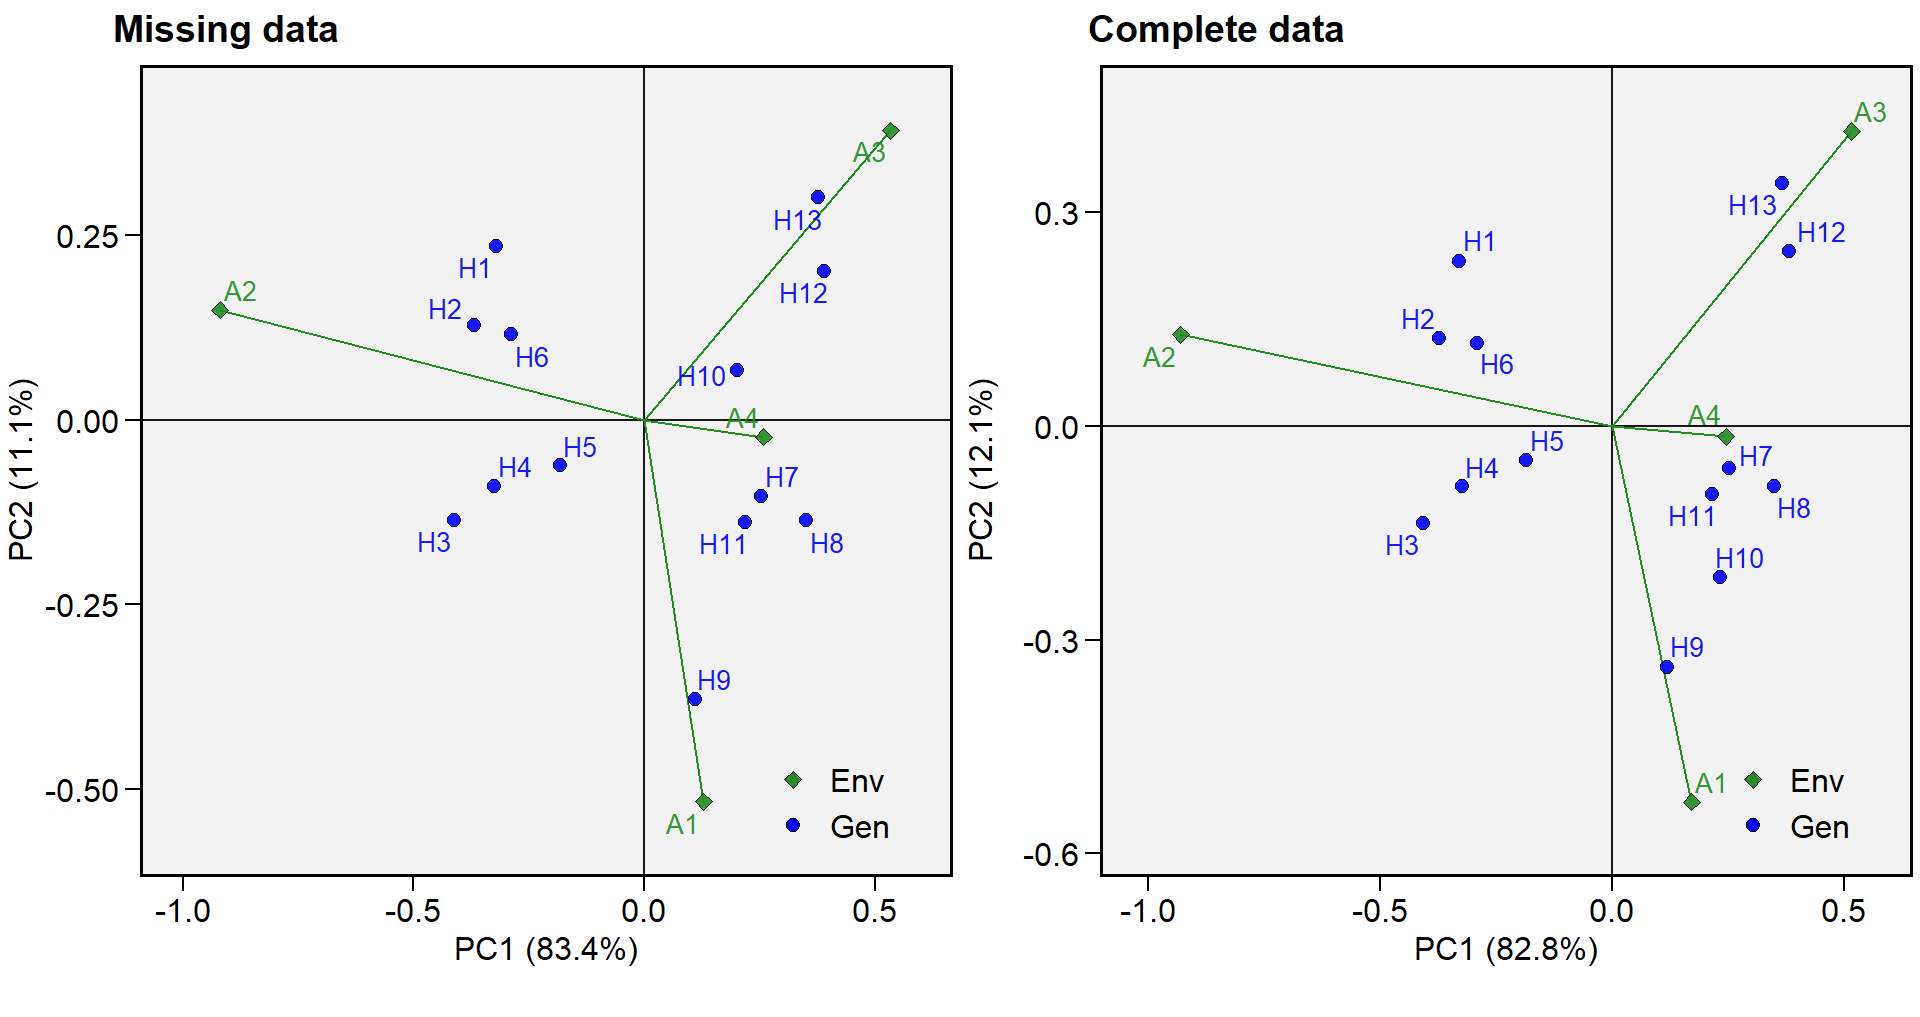 Missing data
A3
H13
H1
H12
A2
H2
H6
H10
A4
H5
H4
H7
H3
H11
H8
H9
A1
Env
Gen
0.25
0.00
-0.25
-0.50
-1.0
-0.5
0.0
0.5
PC1 (83.4%)
PC2 (11.1%)
Complete data
A3
H13
H12
H1
H2
A2
H6
A4
H5
H4
H7
H8
H11
H3
H10
H9
A1
Env
Gen
0.3
0.0
-0.3
-0.6
-1.0
-0.5
0.0
0.5
PC1 (82.8%)
PC2 (12.1%)